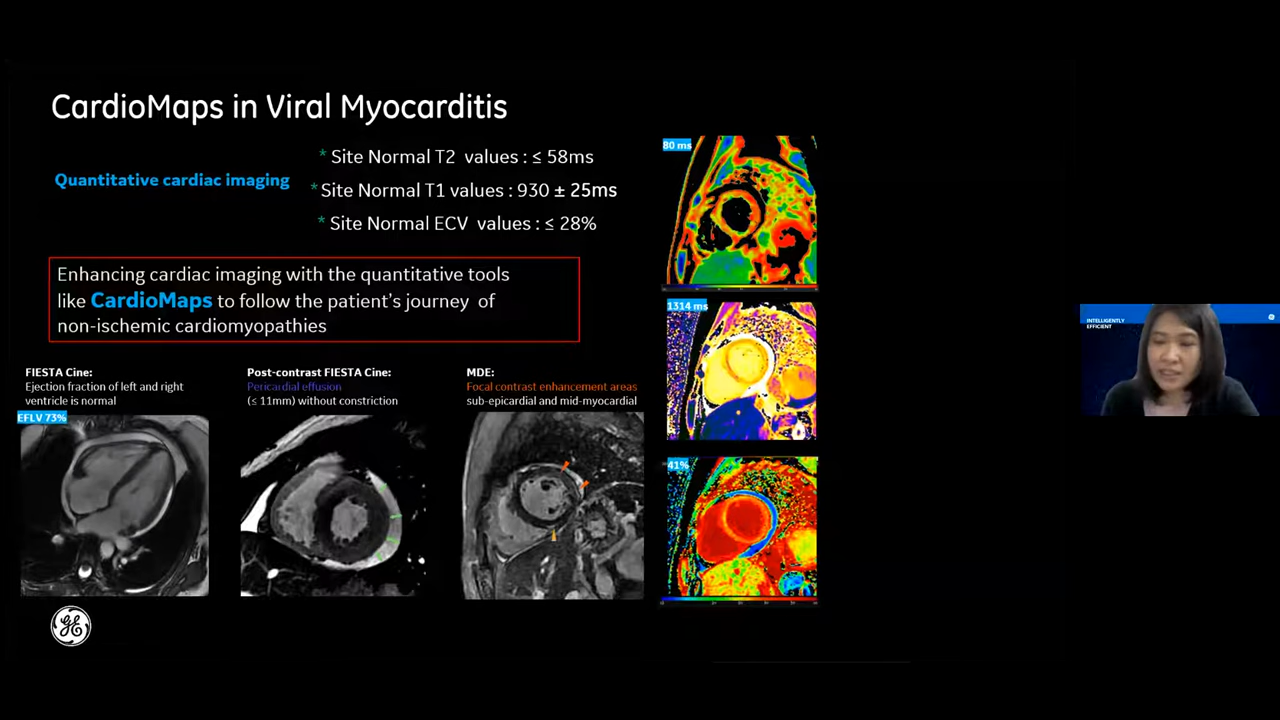 CardioMaps in Viral Myocarditis
Quantitative cardiac imaging
* Site Normal T2 values : ≤ 58ms
* Site Normal T1 values : 930 ± 25ms
* Site Normal ECV values : ≤ 28%
Enhancing cardiac imaging with the quantitative tools
like CardioMaps to follow the patient's journey of
non-ischemic cardiomyopathies
FIESTA Cine:
Ejection fraction of left and right
ventricle is normal
EFLV 73%
Post-contrast FIESTA Cine:
Pericardial effusion
(≤ 11mm) without constriction
MDE:
Focal contrast enhancement areas
sub-epicardial and mid-myocardial
80 ms
1314 ms
41%
INTELLIGENTLY
EFFICIENT
GE